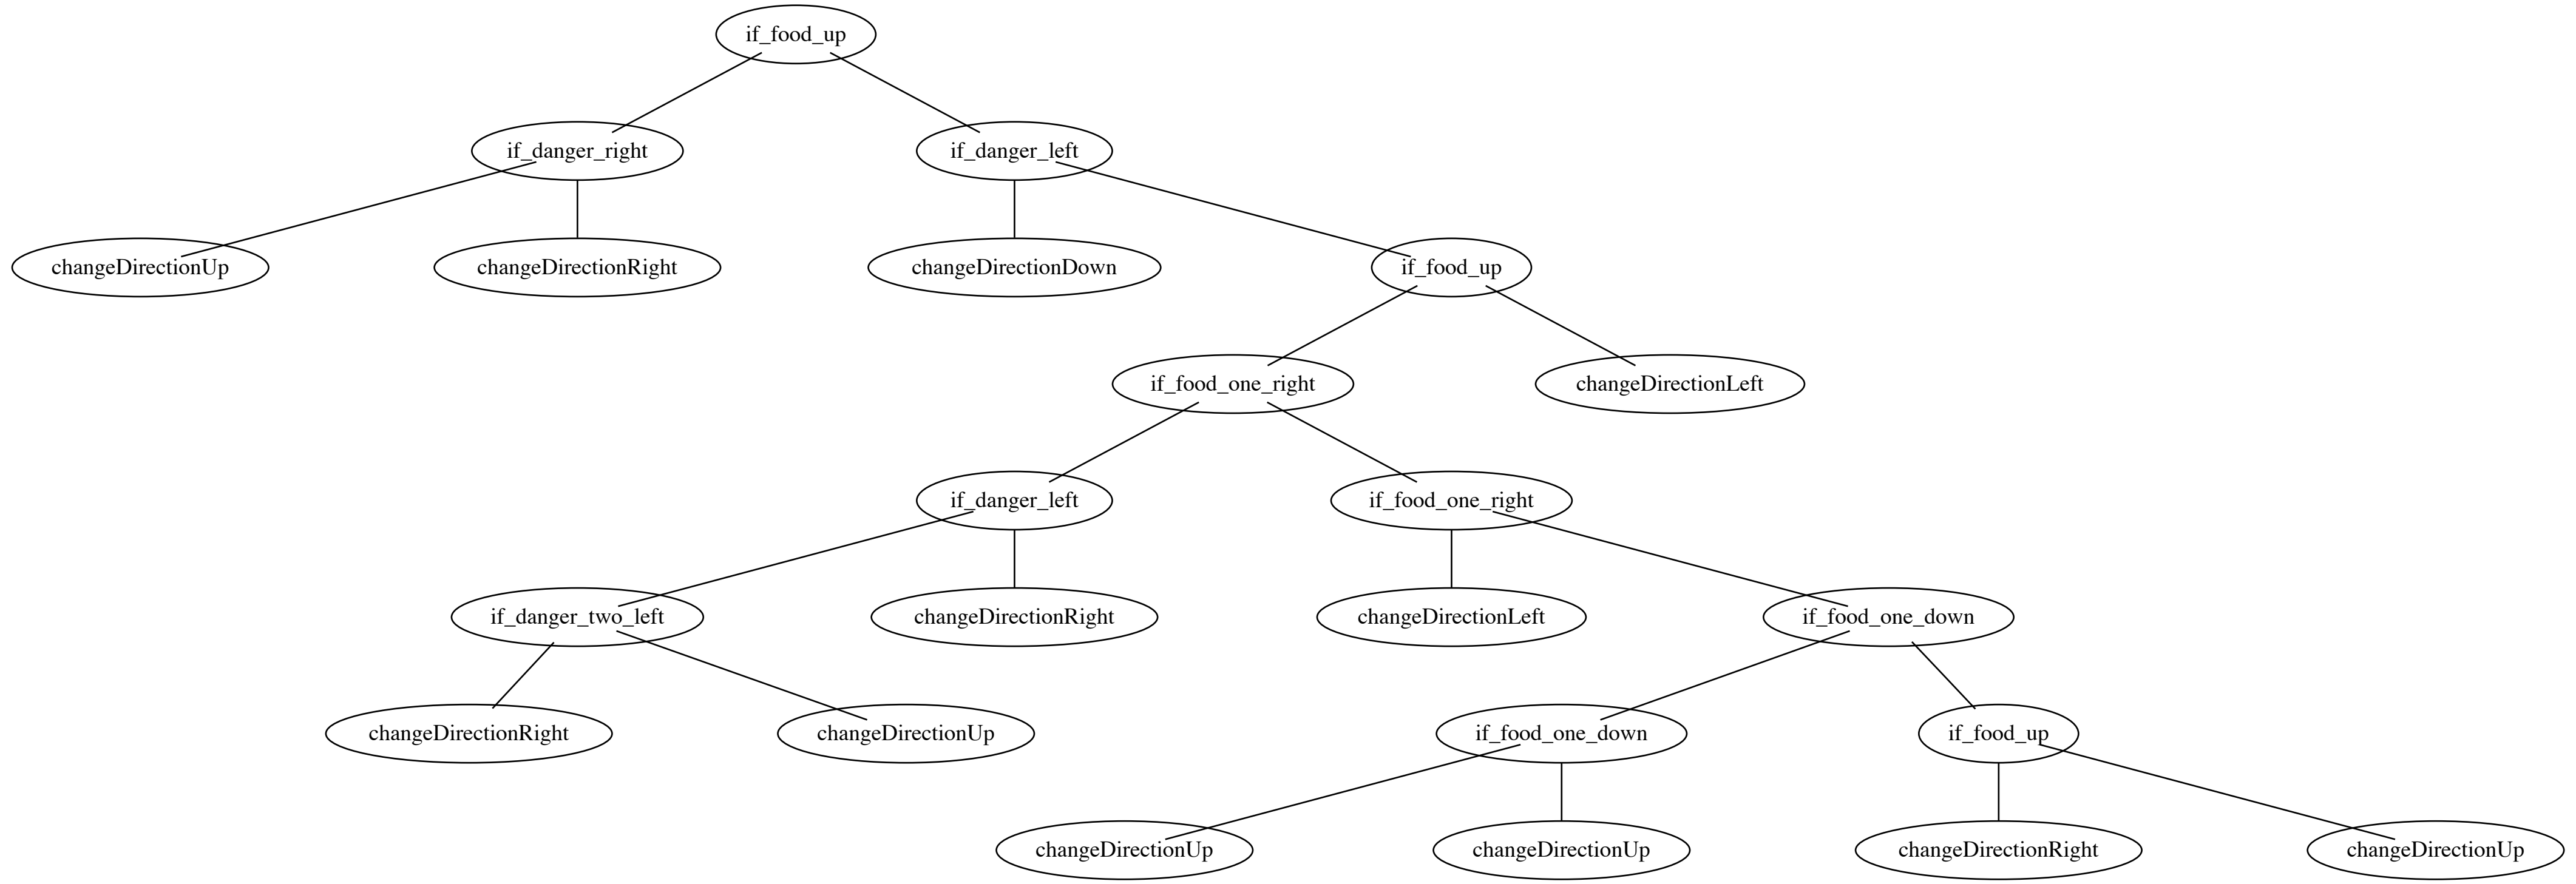 if_food_up
if_danger_right
if_danger_left
changeDirectionUp
changeDirectionRight
changeDirectionDown
if_food_up
if_food_one_right
changeDirectionLeft
if_danger_left
if_food_one_right
if_danger_two_left
changeDirectionRight
changeDirectionLeft
if_food_one_down
changeDirectionRight
changeDirectionUp
if_food_one_down
if_food_up
changeDirectionUp
changeDirectionUp
changeDirectionRight
changeDirectionUp